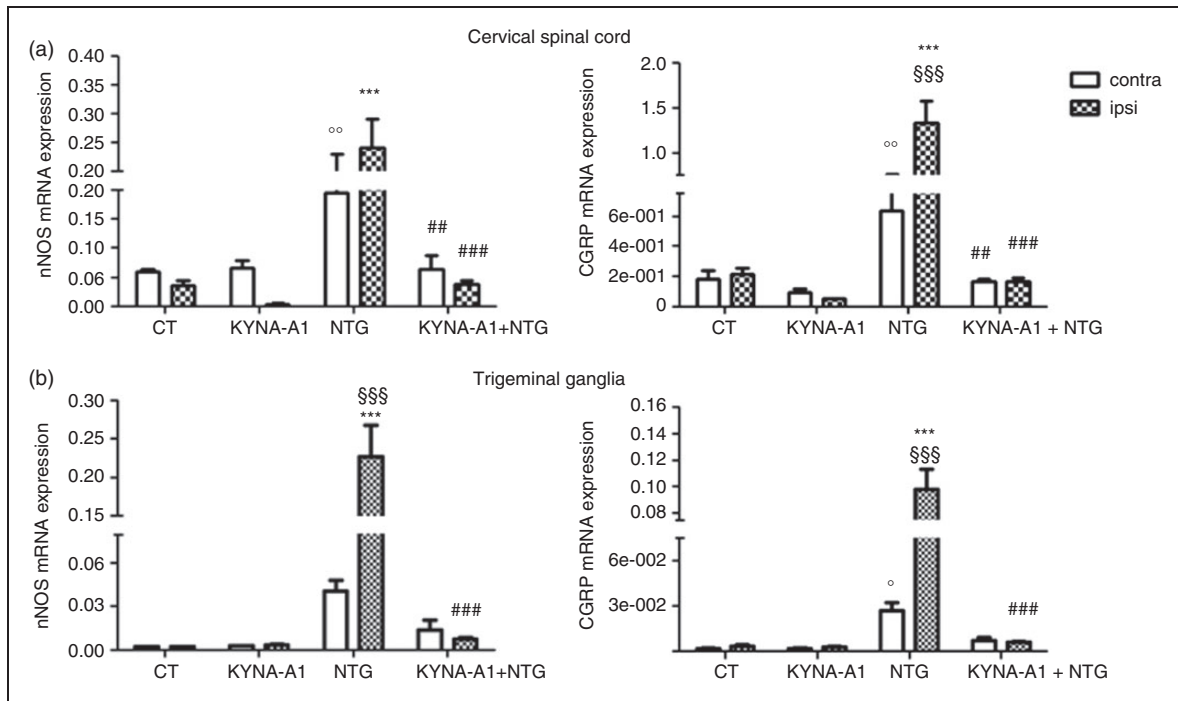 (a)
Cervical spinal cord
nNOS mRNA expression
0.40
0.35
0.30
0.25
0.20
0.20
0.10
0.06
0.00
°°
***
##
###
CT KYNA-A1 NTG KYNA-A1+NTG
CGRP mRNA expression
2.0
1.5
1.0
6e-001
4e-001
2e-001
0
°°
***
§§§
##
###
CT KYNA-A1 NTG KYNA-A1 + NTG
contra
ipsi
(b)
Trigeminal ganglia
nNOS mRNA expression
0.30
0.25
0.20
0.15
0.06
0.03
0.00
§§§
***
###
CT KYNA-A1 NTG KYNA-A1+NTG
CGRP mRNA expression
0.16
0.14
0.12
0.10
0.08
6e-002
3e-002
°
***
§§§
###
CT KYNA-A1 NTG KYNA-A1 + NTG